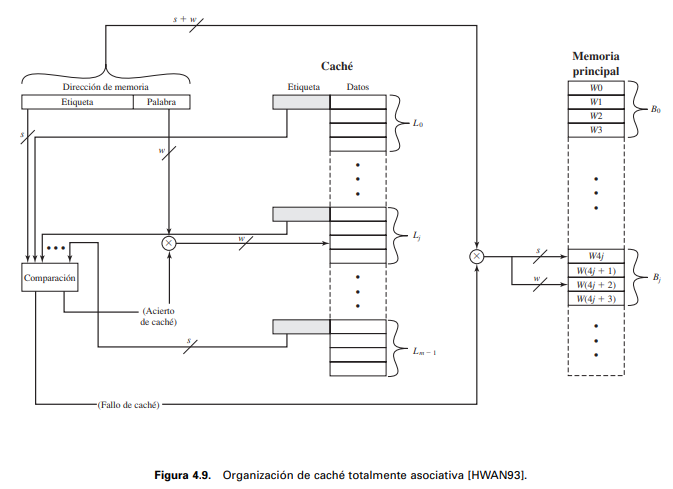 s + w
Caché
Memoria
principal
Dirección de memoria
Etiqueta
Palabra
Etiqueta
Datos
W0
W1
W2
W3
B0
L0
s
w
Lj
w
Comparación
(Acierto
de caché)
s
w
W4j
W(4j + 1)
W(4j + 2)
W(4j + 3)
Bj
s
Lm – 1
(Fallo de caché)
Figura 4.9. Organización de caché totalmente asociativa [HWAN93].